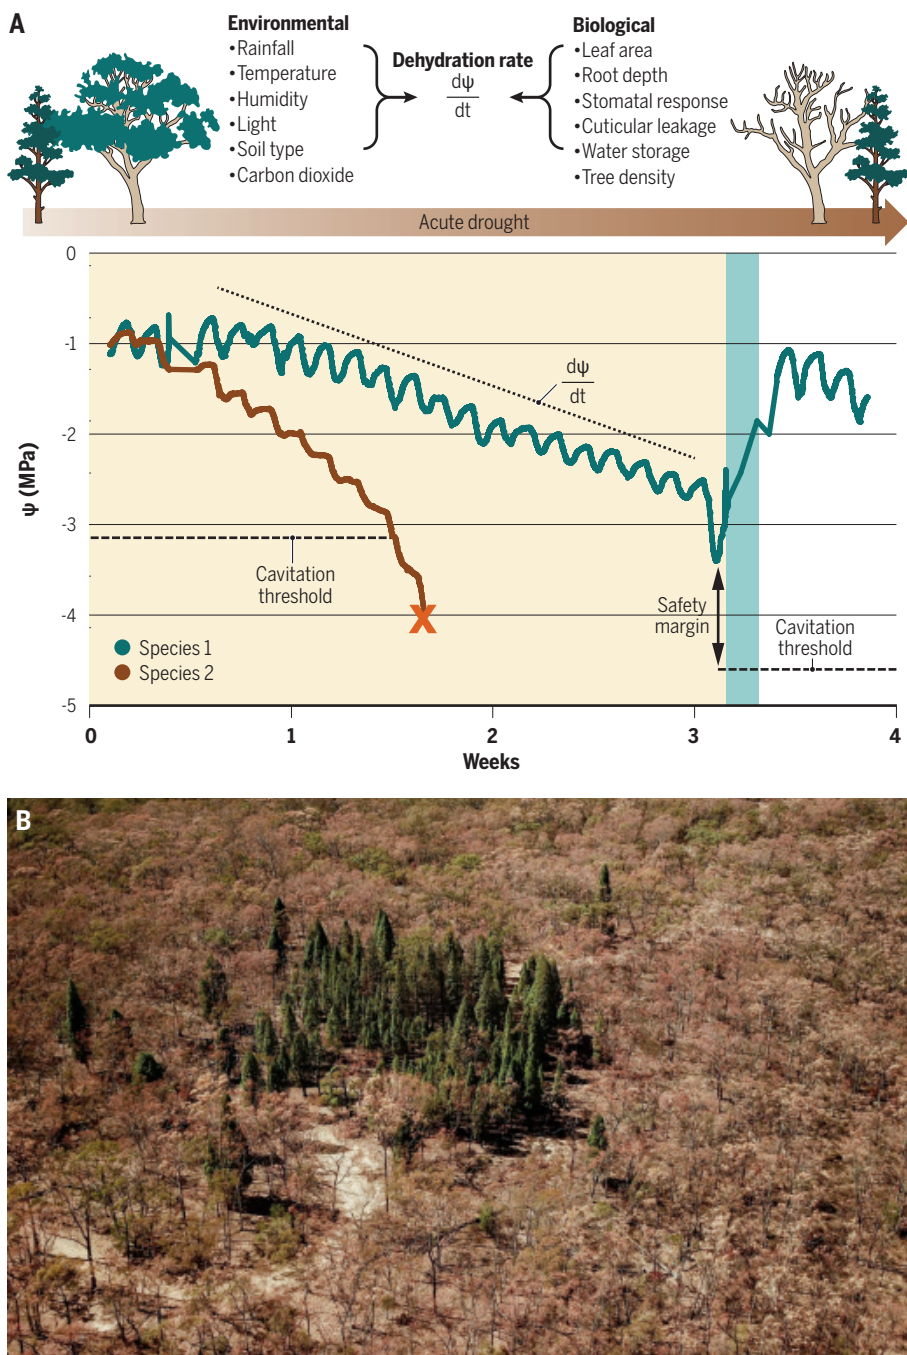 A
Environmental
•Rainfall
•Temperature
•Humidity
•Light
•Soil type
•Carbon dioxide
Dehydration rate
dψ
dt
Biological
•Leaf area
•Root depth
•Stomatal response
•Cuticular leakage
•Water storage
•Tree density
Acute drought
0
-1
-2
-3
-4
-5
ψ (MPa)
dψ
dt
Cavitation
threshold
Safety
margin
Cavitation
threshold
X
Species 1
Species 2
0
1
2
3
4
Weeks
B